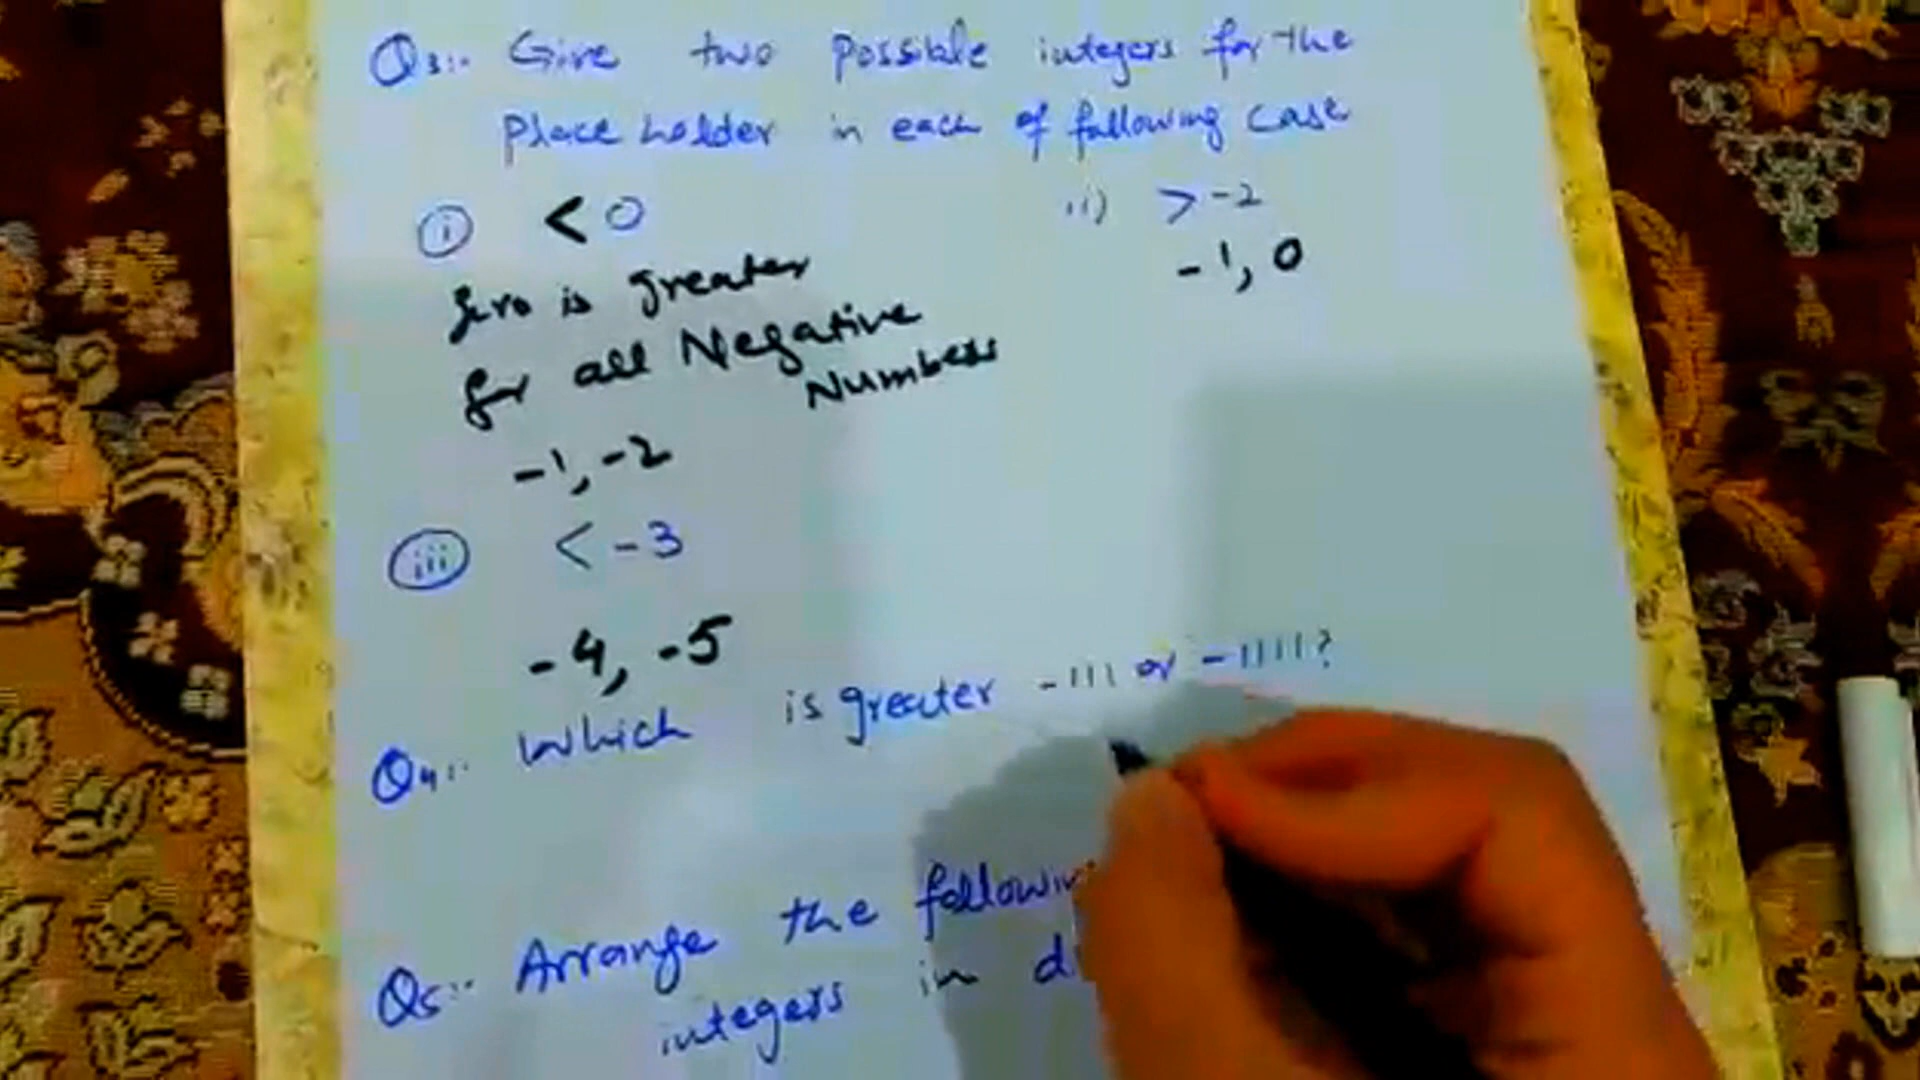 Q3:- Give two possible integers for the
place holder in each of following case
(i) < 0
ii) > -2
Zero is greater
for all Negative
Numbers
-1, 0
-1, -2
(iii) < -3
-4, -5
Q4:- Which is greater -111 or -1111?
Q5:- Arrange the
integers in